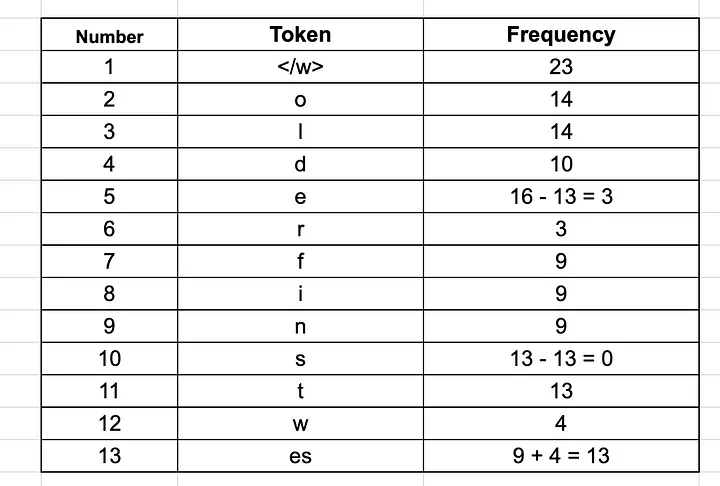 Number Token Frequency
1 </w> 23
2 o 14
3 l 14
4 d 10
5 e 16 - 13 = 3
6 r 3
7 f 9
8 i 9
9 n 9
10 s 13 - 13 = 0
11 t 13
12 w 4
13 es 9 + 4 = 13